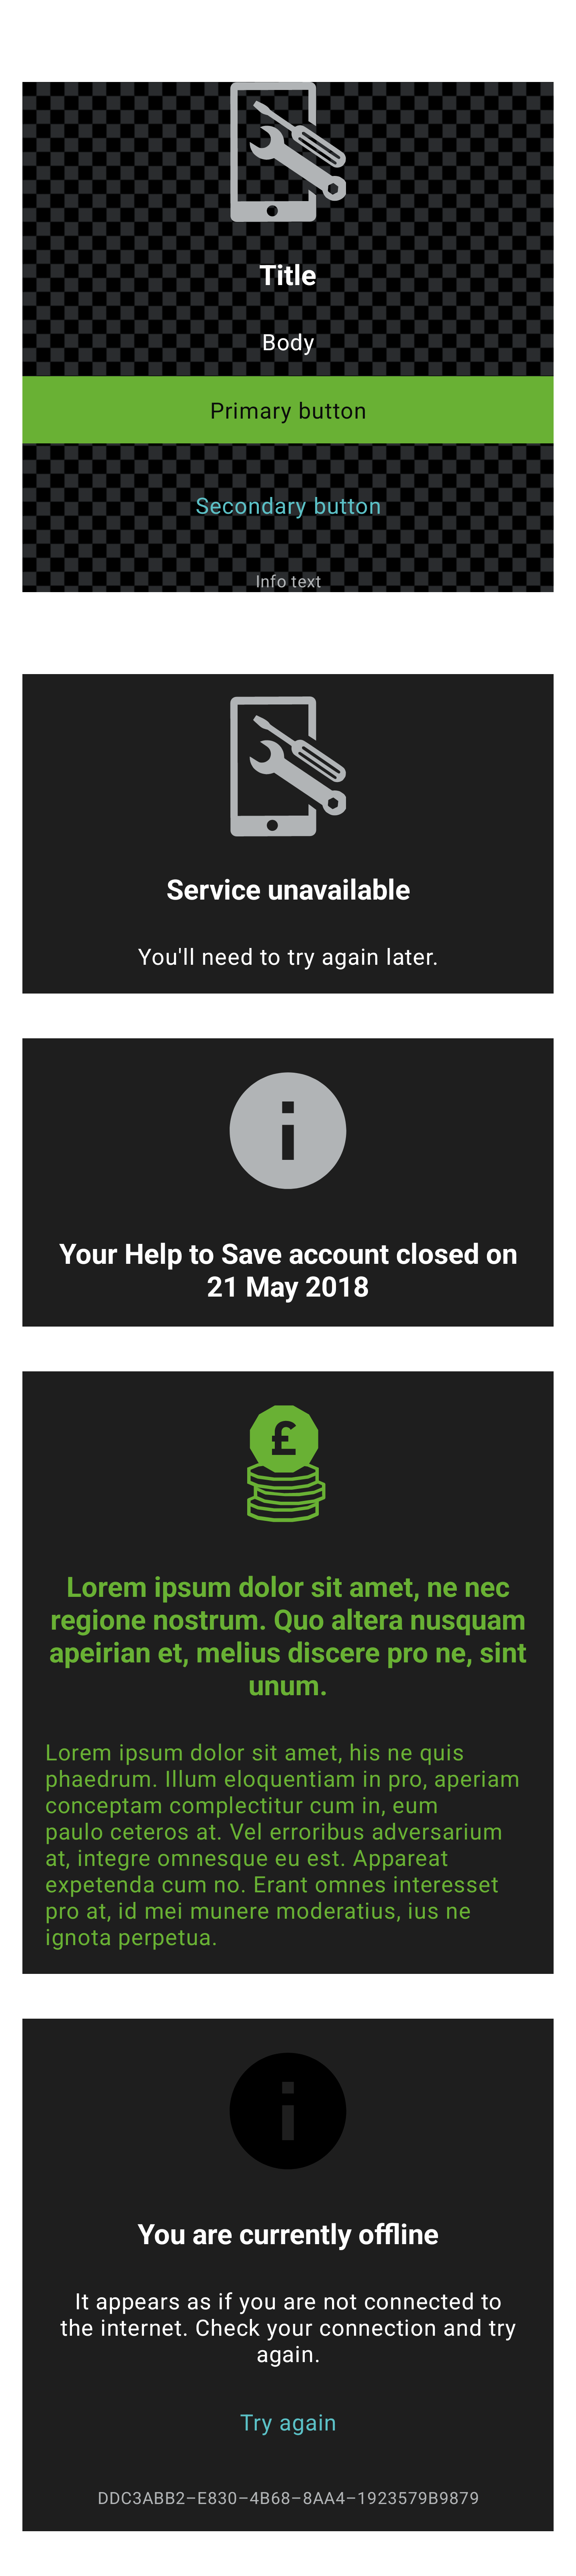 Title
Body
Primary button
Secondary button
Info text
Service unavailable
You'll need to try again later.
i
Your Help to Save account closed on
21 May 2018
£
Lorem ipsum dolor sit amet, ne nec
regione nostrum. Quo altera nusquam
apeirian et, melius discere pro ne, sint
unum.
Lorem ipsum dolor sit amet, his ne quis
phaedrum. Illum eloquentiam in pro, aperiam
conceptam complectitur cum in, eum
paulo ceteros at. Vel erroribus adversarium
at, integre omnesque eu est. Appareat
expetenda cum no. Erant omnes interesset
pro at, id mei munere moderatius, ius ne
ignota perpetua.
i
You are currently offline
It appears as if you are not connected to
the internet. Check your connection and try
again.
Try again
DDC3ABB2–E830–4B68–8AA4–1923579B9879